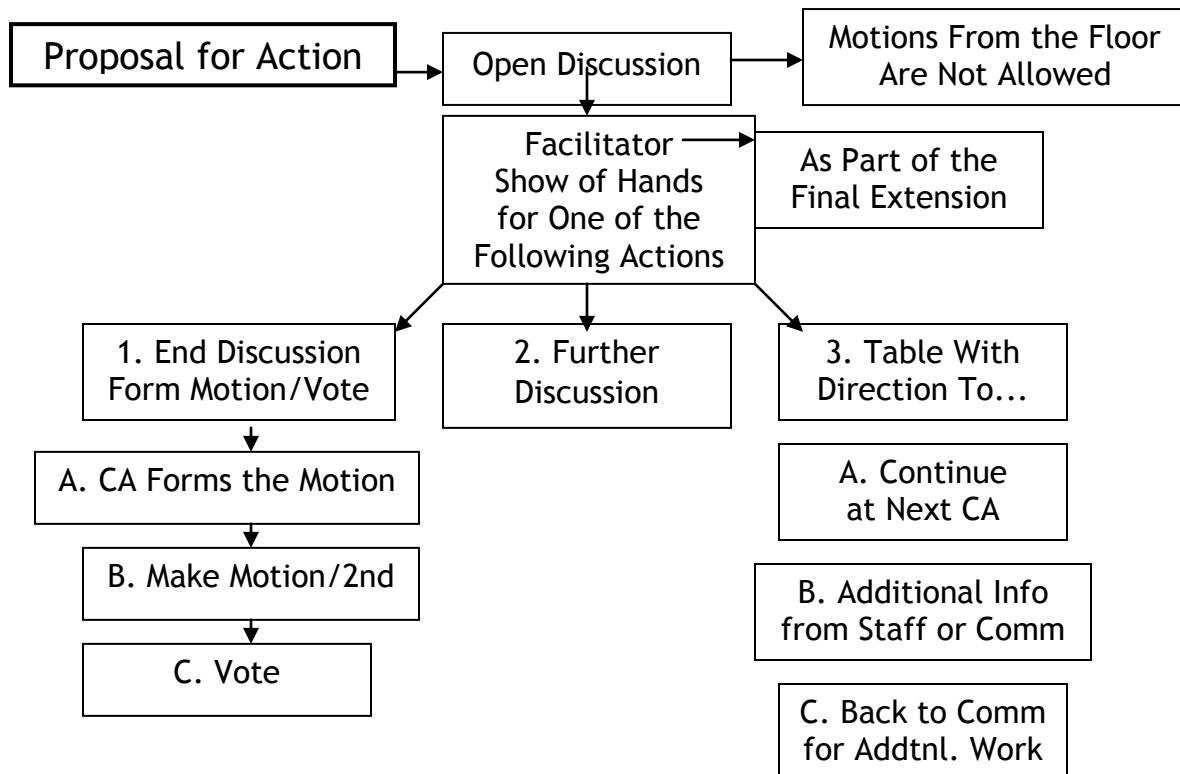 Proposal for Action
Open Discussion
Motions From the Floor
Are Not Allowed
Facilitator
Show of Hands
for One of the
Following Actions
As Part of the
Final Extension
1. End Discussion
Form Motion/Vote
2. Further
Discussion
3. Table With
Direction To...
A. CA Forms the Motion
B. Make Motion/2nd
C. Vote
A. Continue
at Next CA
B. Additional Info
from Staff or Comm
C. Back to Comm
for Addtnl. Work